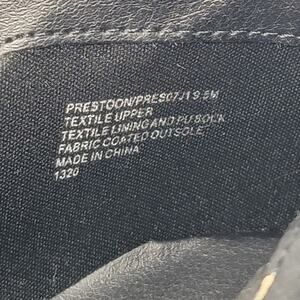 PRESTOON/PRES07J1 9.5M
TEXTILE UPPER
TEXTILE LINING AND PU SOCK
FABRIC COATED OUTSOLE
MADE IN CHINA
1320